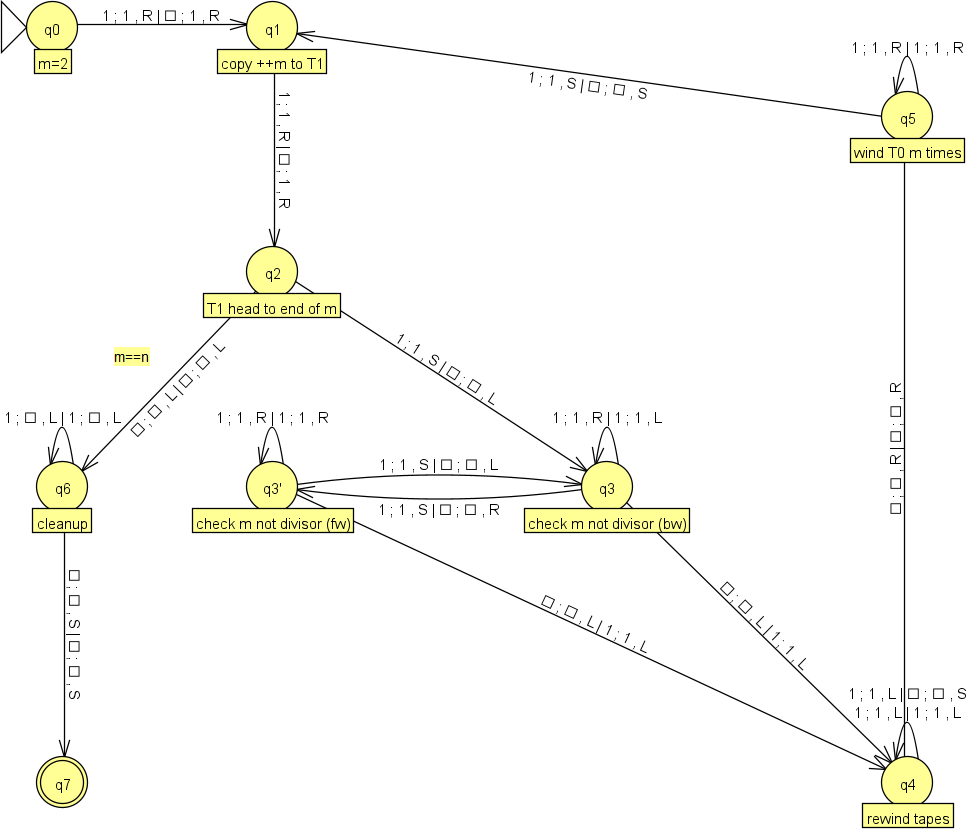 q0
m=2
1 ; 1 , R | □ ; 1 , R
q1
copy ++m to T1
1 ; 1 , R | 1 ; 1 , R
1 ; 1 , S | □ ; □ , S
q5
wind T0 m times
1 ; 1 , R | □ ; 1 , R
q2
T1 head to end of m
m==n
□ ; □ , L | □ ; □ , L
1 ; 1 , S | □ ; □ , L
□ ; □ , R | □ ; □ , R
1 ; □ , L | 1 ; □ , L
q6
cleanup
1 ; 1 , R | 1 ; 1 , R
q3'
check m not divisor (fw)
1 ; 1 , S | □ ; □ , L
1 ; 1 , S | □ ; □ , R
1 ; 1 , R | 1 ; 1 , L
q3
check m not divisor (bw)
□ ; □ , S | □ ; □ , S
□ ; □ , L | 1 ; 1 , L
□ ; □ , L | 1 ; 1 , L
1 ; 1 , L | □ ; □ , S
1 ; 1 , L | 1 ; 1 , L
q7
q4
rewind tapes